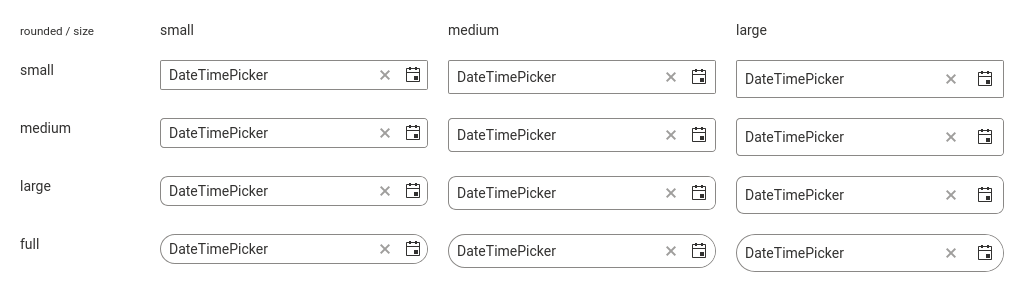 rounded / size small medium large
small DateTimePicker DateTimePicker DateTimePicker
medium DateTimePicker DateTimePicker DateTimePicker
large DateTimePicker DateTimePicker DateTimePicker
full DateTimePicker DateTimePicker DateTimePicker